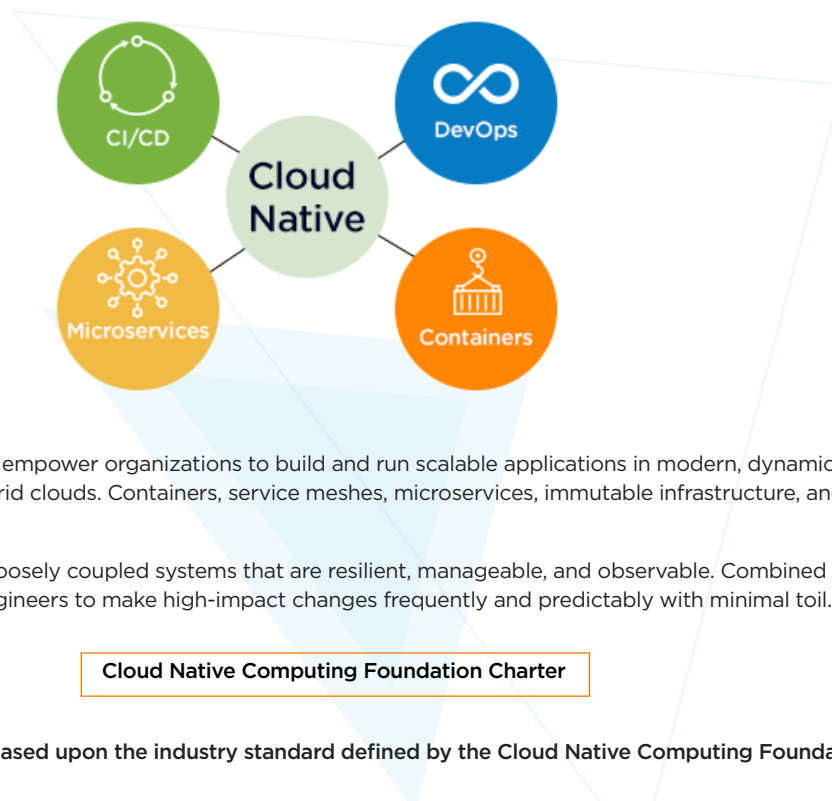 CI/CD
DevOps
Cloud
Native
Microservices
Containers
empower organizations to build and run scalable applications in modern, dynamic
rid clouds. Containers, service meshes, microservices, immutable infrastructure, an
oosely coupled systems that are resilient, manageable, and observable. Combined
gineers to make high-impact changes frequently and predictably with minimal toil.
Cloud Native Computing Foundation Charter
ased upon the industry standard defined by the Cloud Native Computing Founda